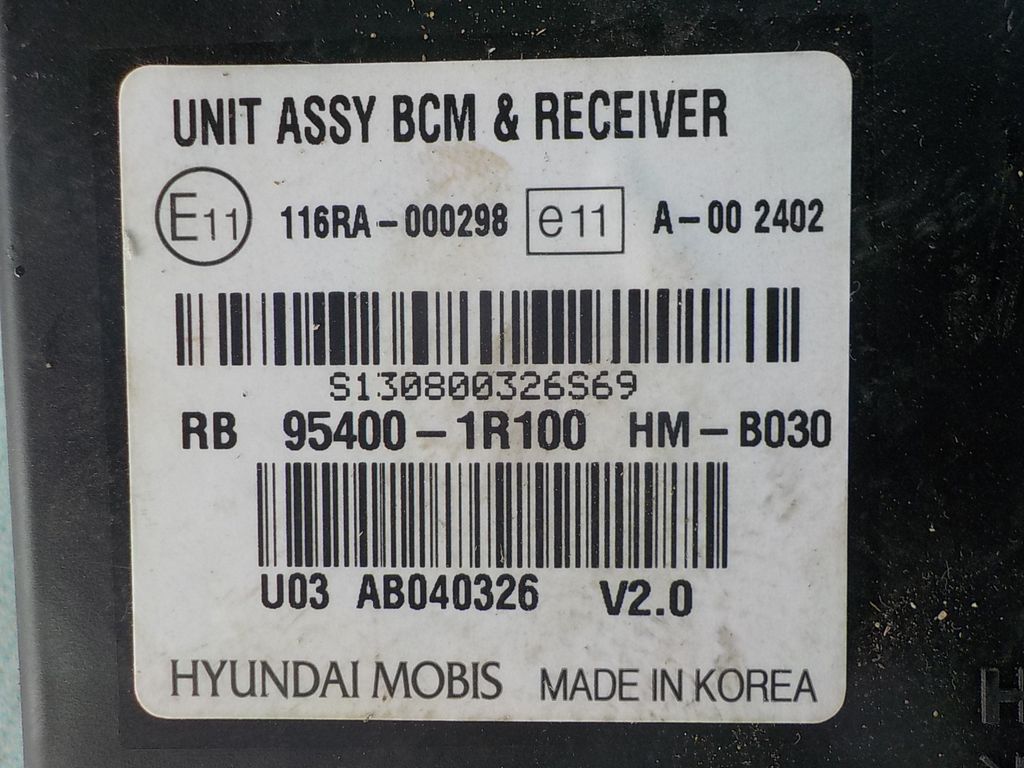 UNIT ASSY BCM & RECEIVER
E11 116RA-000298 e11 A-00 2402
S130800326S69
RB 95400-1R100 HM-B030
U03 AB040326 V2.0
HYUNDAI MOBIS MADE IN KOREA